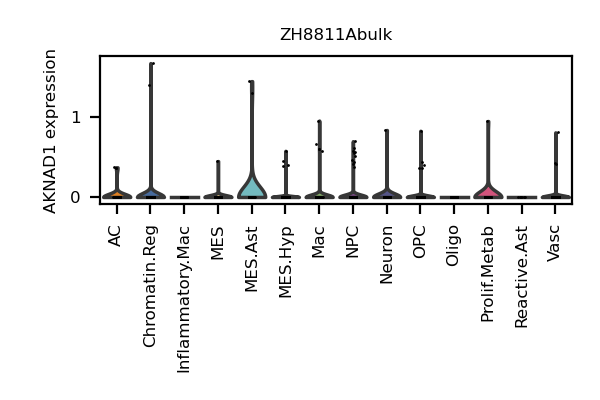 ZH8811Abulk
AKNAD1 expression
1
0
AC
Chromatin.Reg
Inflammatory.Mac
MES
MES.Ast
MES.Hyp
Mac
NPC
Neuron
OPC
Oligo
Prolif.Metab
Reactive.Ast
Vasc